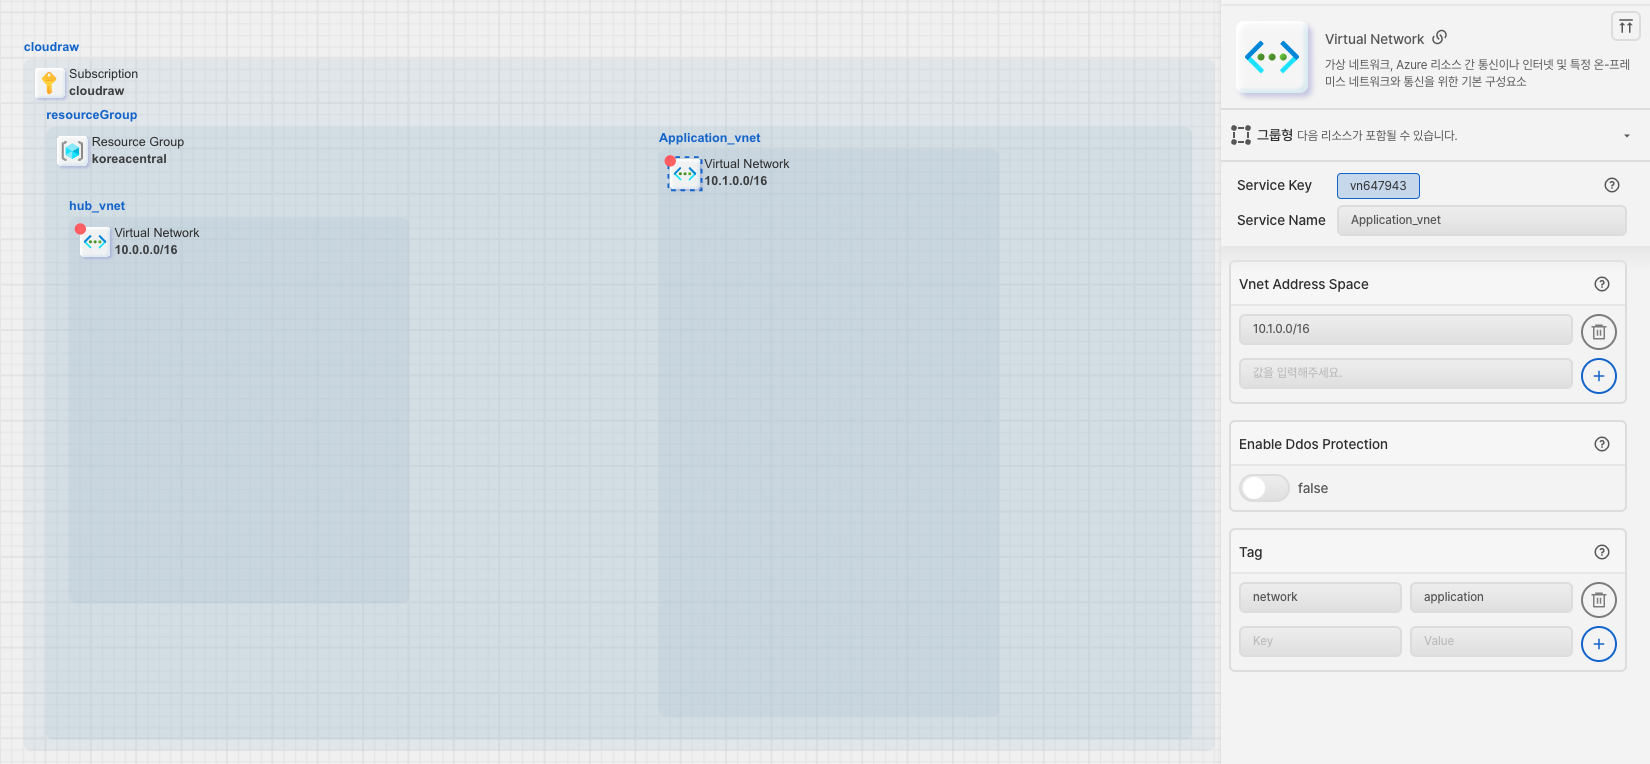 cloudraw
Subscription
cloudraw
resourceGroup
Resource Group
koreacentral
hub_vnet
Virtual Network
10.0.0.0/16
Application_vnet
Virtual Network
10.1.0.0/16
Virtual Network
가상 네트워크, Azure 리소스 간 통신이나 인터넷 및 특정 온-프레
미스 네트워크와 통신을 위한 기본 구성요소
그룹형 다음 리소스가 포함될 수 있습니다.
Service Key vn647943
Service Name Application_vnet
Vnet Address Space
10.1.0.0/16
값을 입력해주세요.
Enable Ddos Protection
false
Tag
network application
Key Value